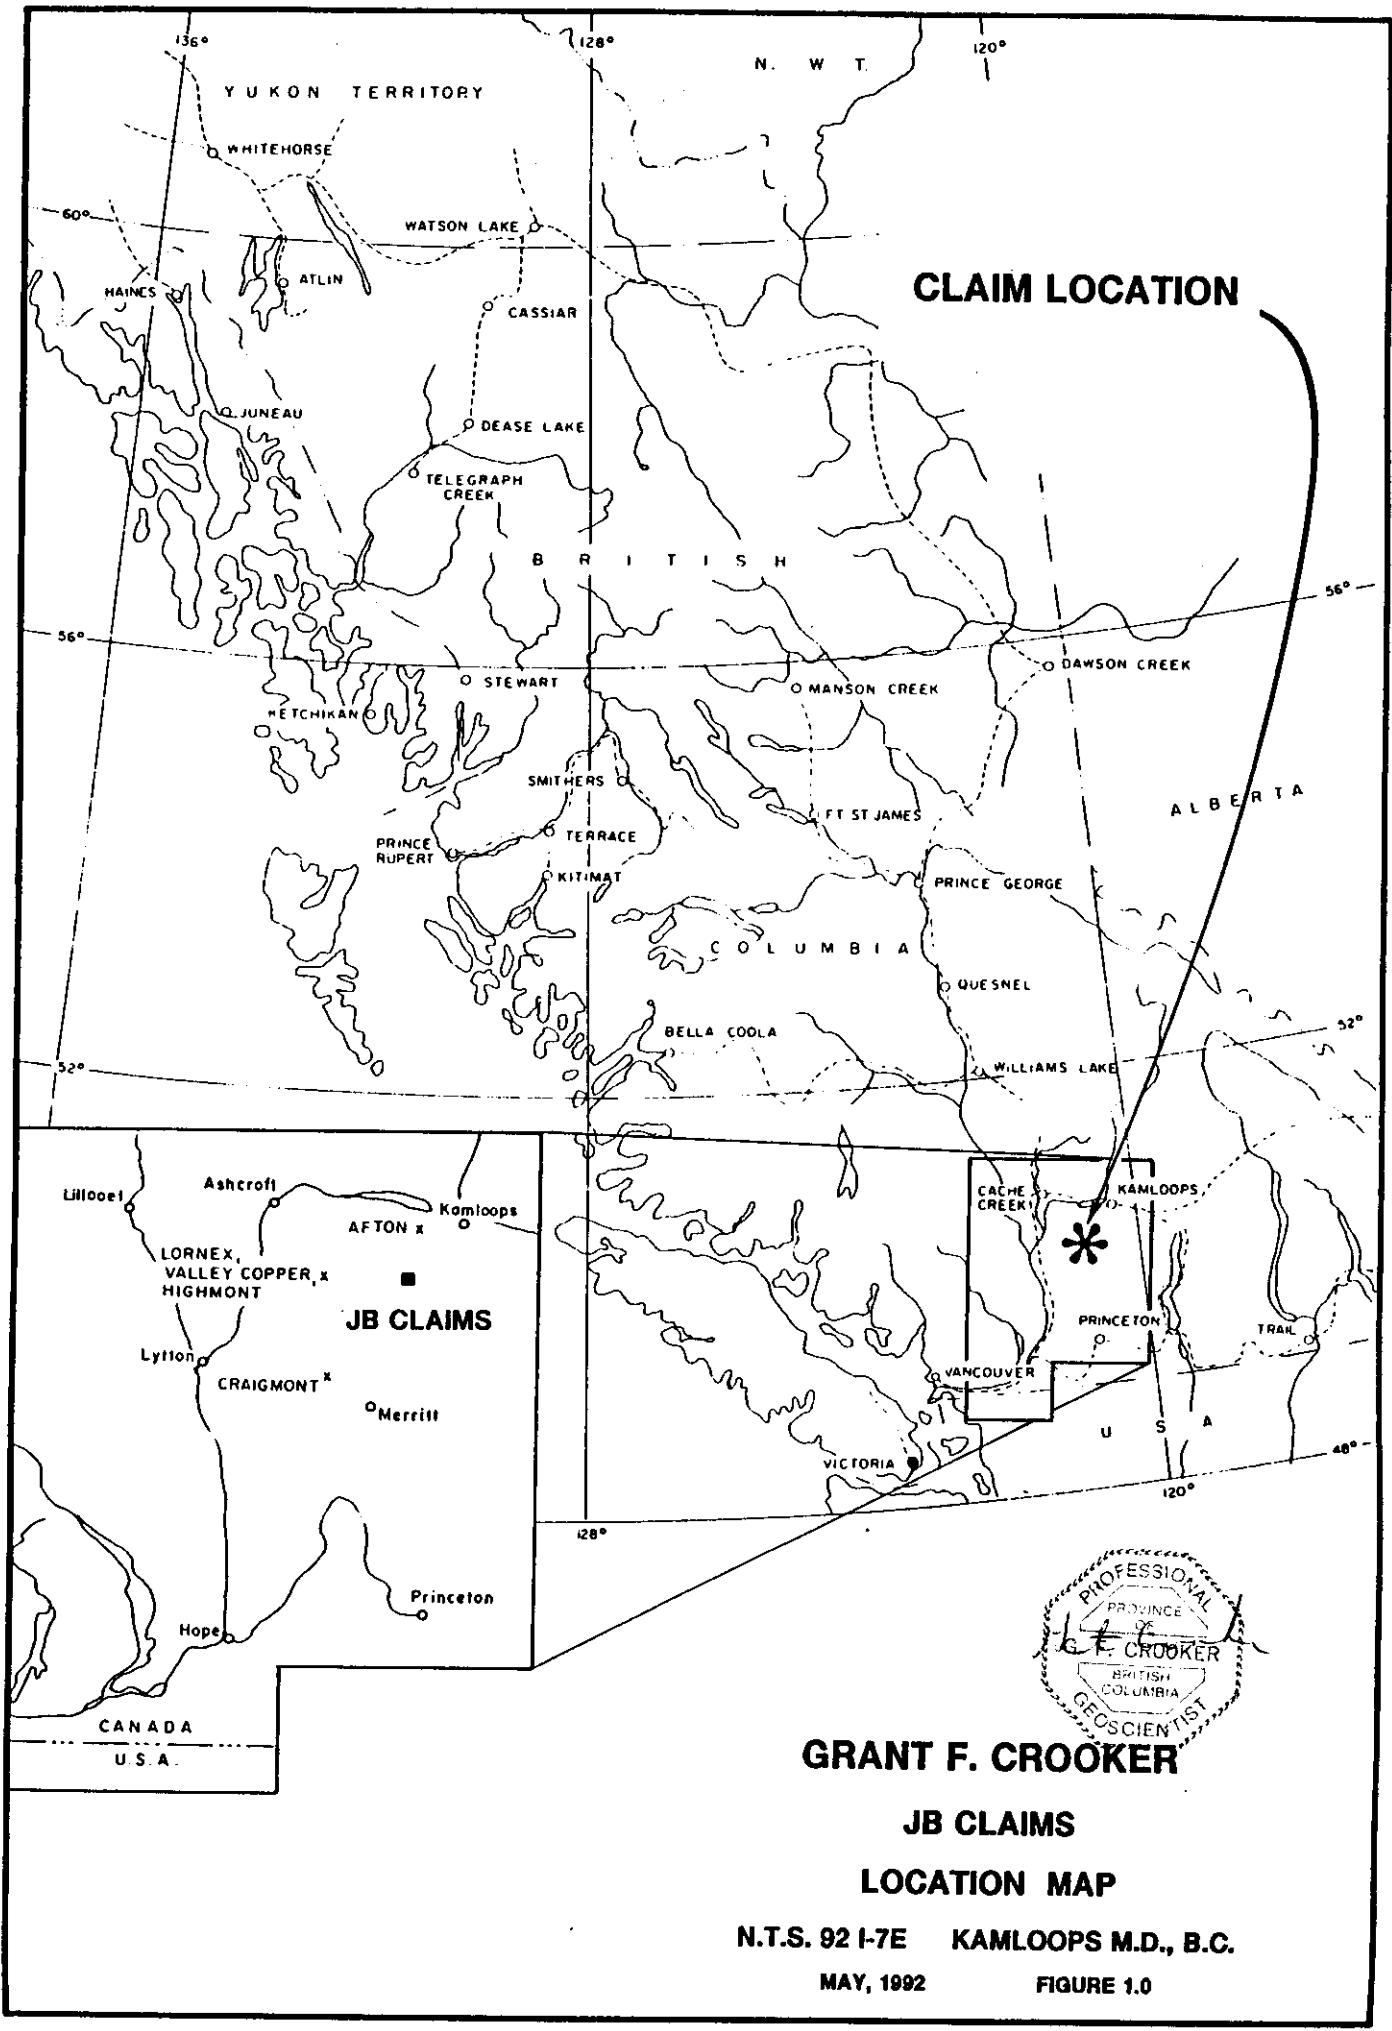 136°
128°
120°
N. W. T.
YUKON TERRITORY
WHITEHORSE
60°
WATSON LAKE
CLAIM LOCATION
HAINES
ATLIN
CASSIAR
JUNEAU
DEASE LAKE
TELEGRAPH
CREEK
BRITISH
56°
56°
STEWART
MANSON CREEK
DAWSON CREEK
KETCHIKAN
SMITHERS
ALBERTA
FT ST JAMES
TERRACE
PRINCE
RUPERT
KITIMAT
PRINCE GEORGE
COLUMBIA
QUESNEL
BELLA COOLA
52°
52°
WILLIAMS LAKE
CACHE
CREEK
KAMLOOPS
PRINCETON
TRAIL
VANCOUVER
U S A
VICTORIA
48°
120°
128°
Lillooet
Ashcroft
Kamloops
AFTON x
LORNEX,
VALLEY COPPER, x
HIGHMONT
JB CLAIMS
Lytton
CRAIGMONT x
Merritt
Princeton
Hope
CANADA
U.S.A.
PROFESSIONAL
PROVINCE
OF
G. F. CROOKER
BRITISH
COLUMBIA
GEOSCIENTIST
GRANT F. CROOKER
JB CLAIMS
LOCATION MAP
N.T.S. 92 I-7E KAMLOOPS M.D., B.C.
MAY, 1992 FIGURE 1.0